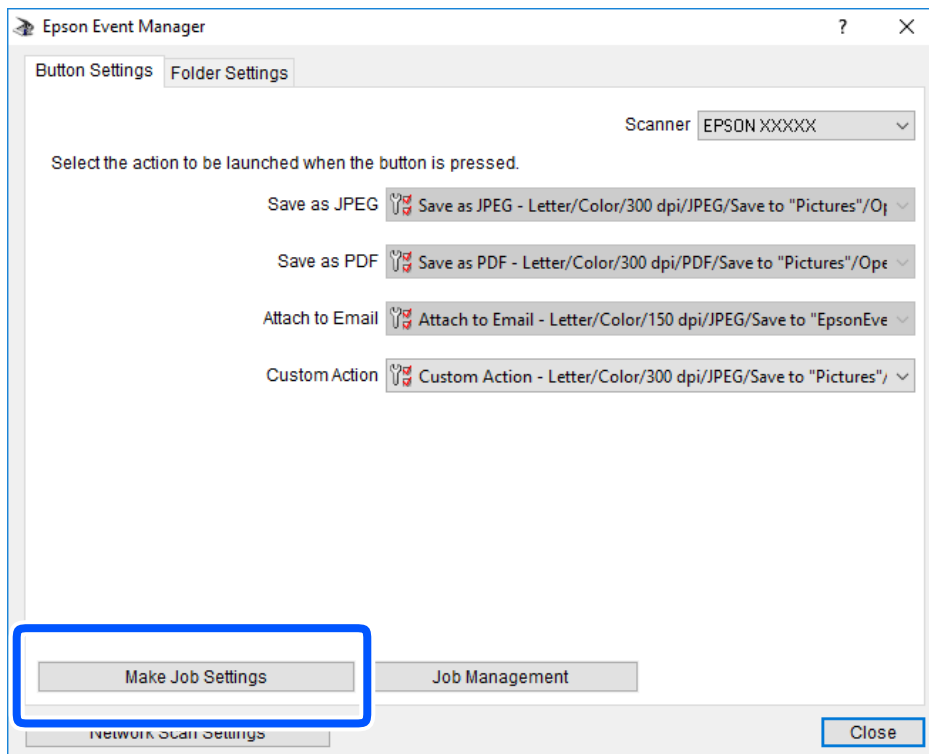 Epson Event Manager
Button Settings Folder Settings
Scanner EPSON XXXXX
Select the action to be launched when the button is pressed.
Save as JPEG Save as JPEG - Letter/Color/300 dpi/JPEG/Save to "Pictures"/Op
Save as PDF Save as PDF - Letter/Color/300 dpi/PDF/Save to "Pictures"/Ope
Attach to Email Attach to Email - Letter/Color/150 dpi/JPEG/Save to "EpsonEve
Custom Action Custom Action - Letter/Color/300 dpi/JPEG/Save to "Pictures"/
Make Job Settings Job Management
Network Scan Settings Close